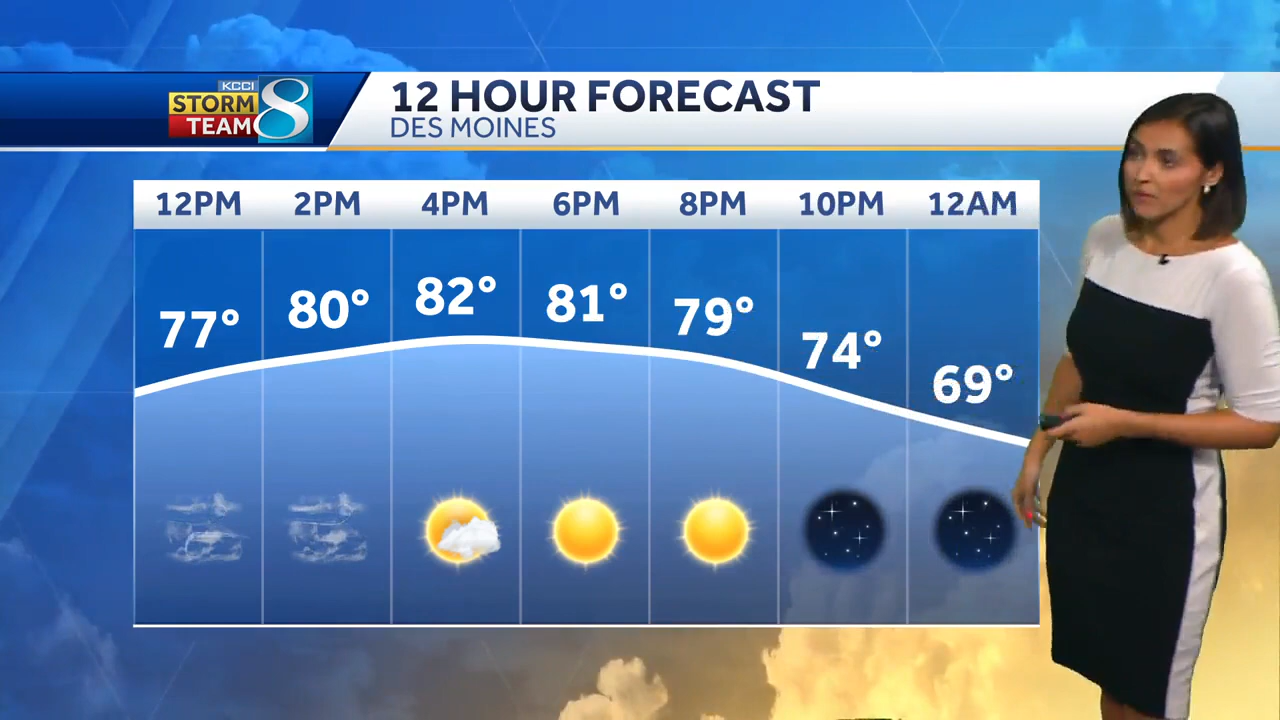 KCCI
STORM
TEAM 8
12 HOUR FORECAST
DES MOINES
12PM 2PM 4PM 6PM 8PM 10PM 12AM
77° 80° 82° 81° 79° 74° 69°